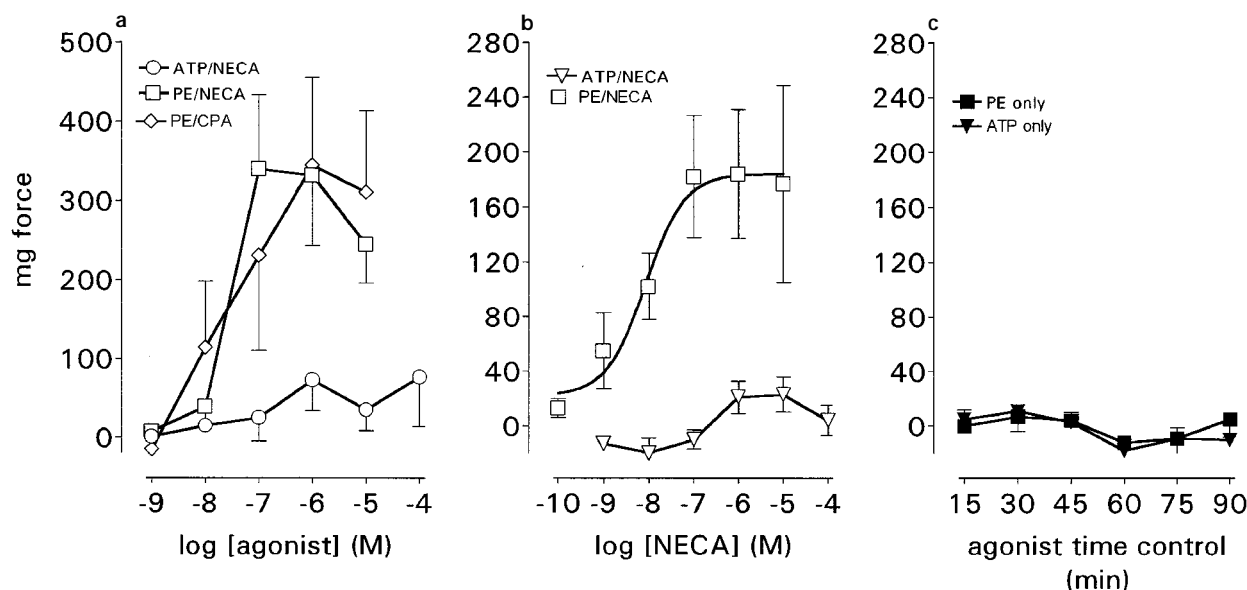 a
500
400
300
200
100
0
mg force
ATP/NECA
PE/NECA
PE/CPA
-9 -8 -7 -6 -5 -4
log [agonist] (M)
b
280
240
200
160
120
80
40
0
ATP/NECA
PE/NECA
-10 -9 -8 -7 -6 -5 -4
log [NECA] (M)
c
280
240
200
160
120
80
40
0
PE only
ATP only
15 30 45 60 75 90
agonist time control
(min)